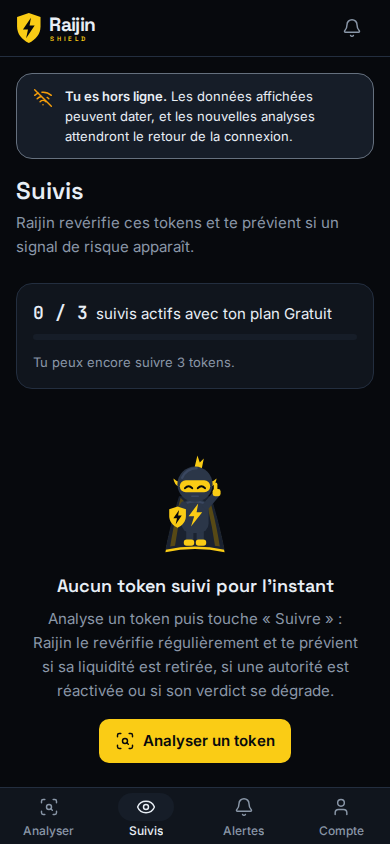 Raijin
SHIELD
Tu es hors ligne. Les données affichées
peuvent dater, et les nouvelles analyses
attendront le retour de la connexion.
Suivis
Raijin revérifie ces tokens et te prévient si un
signal de risque apparaît.
0 / 3 suivis actifs avec ton plan Gratuit
Tu peux encore suivre 3 tokens.
Aucun token suivi pour l’instant
Analyse un token puis touche « Suivre » :
Raijin le revérifie régulièrement et te prévient
si sa liquidité est retirée, si une autorité est
réactivée ou si son verdict se dégrade.
Analyser un token
Analyser Suivis Alertes Compte